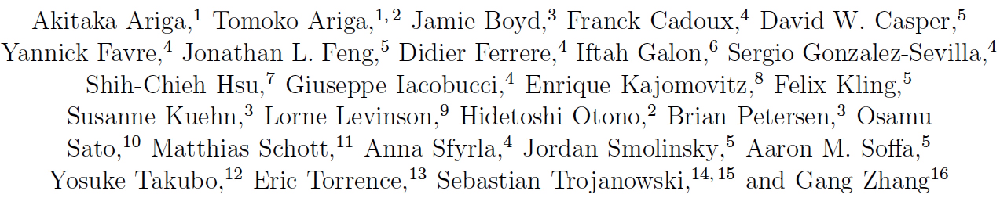 Akitaka Ariga,¹ Tomoko Ariga,¹,² Jamie Boyd,³ Franck Cadoux,⁴ David W. Casper,⁵
Yannick Favre,⁴ Jonathan L. Feng,⁵ Didier Ferrere,⁴ Iftah Galon,⁶ Sergio Gonzalez-Sevilla,⁴
Shih-Chieh Hsu,⁷ Giuseppe Iacobucci,⁴ Enrique Kajomovitz,⁸ Felix Kling,⁵
Susanne Kuehn,³ Lorne Levinson,⁹ Hidetoshi Otono,² Brian Petersen,³ Osamu
Sato,¹⁰ Matthias Schott,¹¹ Anna Sfyrla,⁴ Jordan Smolinsky,⁵ Aaron M. Soffa,⁵
Yosuke Takubo,¹² Eric Torrence,¹³ Sebastian Trojanowski,¹⁴,¹⁵ and Gang Zhang¹⁶